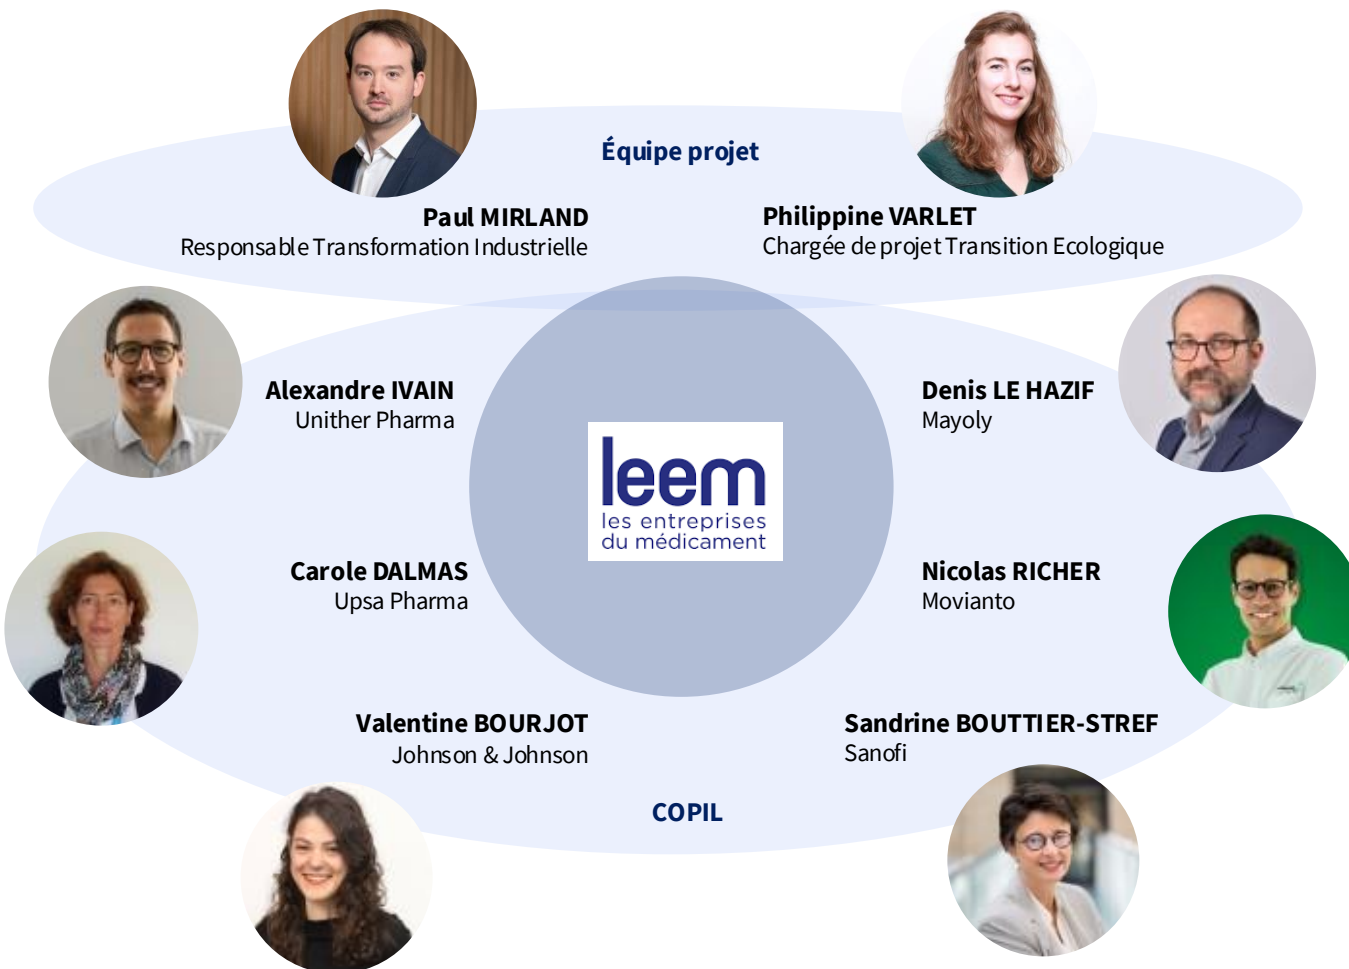 Équipe projet
Paul MIRLAND
Responsable Transformation Industrielle
Philippine VARLET
Chargée de projet Transition Ecologique
Alexandre IVAIN
Unither Pharma
Denis LE HAZIF
Mayoly
leem
les entreprises
du médicament
Carole DALMAS
Upsa Pharma
Nicolas RICHER
Movianto
Valentine BOURJOT
Johnson & Johnson
Sandrine BOUTTIER-STREF
Sanofi
COPIL